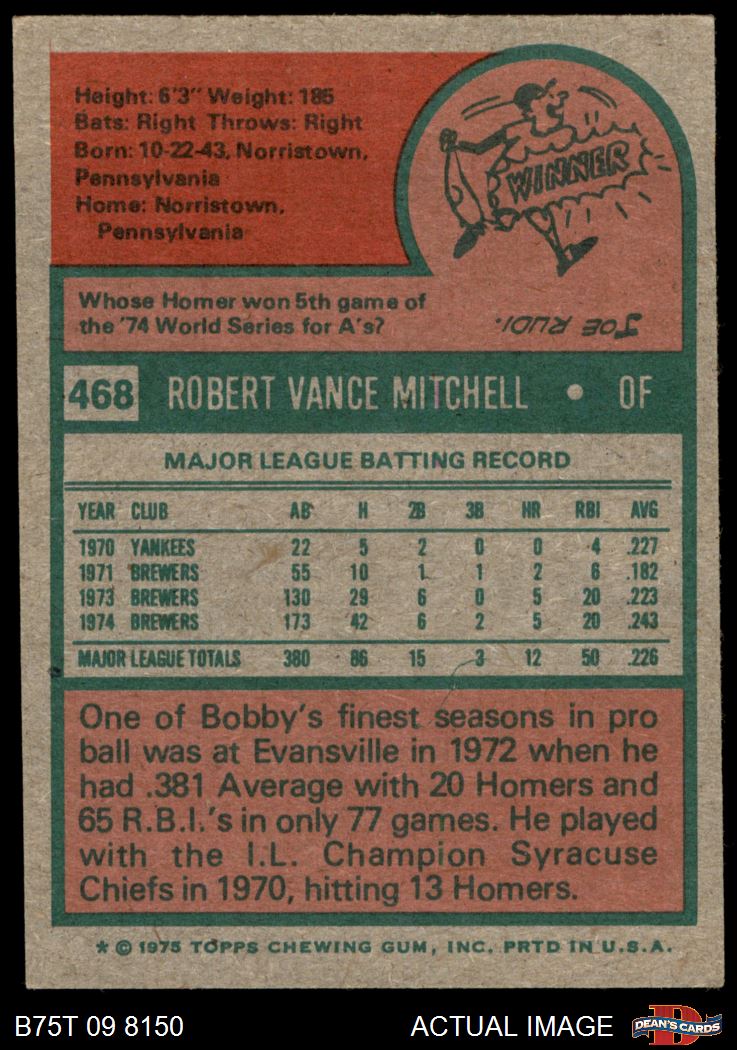 Height: 6'3" Weight: 185
Bats: Right Throws: Right
Born: 10-22-43, Norristown,
Pennsylvania
Home: Norristown,
Pennsylvania
WINNER
Whose Homer won 5th game of
the '74 World Series for A's?
JOE RUDI.
468 ROBERT VANCE MITCHELL • OF
MAJOR LEAGUE BATTING RECORD
YEAR CLUB AB H 2B 3B HR RBI AVG
1970 YANKEES 22 5 2 0 0 4 .227
1971 BREWERS 55 10 1 1 2 6 .182
1973 BREWERS 130 29 6 0 5 20 .223
1974 BREWERS 173 42 6 2 5 20 .243
MAJOR LEAGUE TOTALS 380 86 15 3 12 50 .226
One of Bobby's finest seasons in pro
ball was at Evansville in 1972 when he
had .381 Average with 20 Homers and
65 R.B.I.'s in only 77 games. He played
with the I.L. Champion Syracuse
Chiefs in 1970, hitting 13 Homers.
* © 1975 TOPPS CHEWING GUM, INC. PRTD IN U.S.A.
B75T 09 8150 ACTUAL IMAGE DEAN'S CARDS